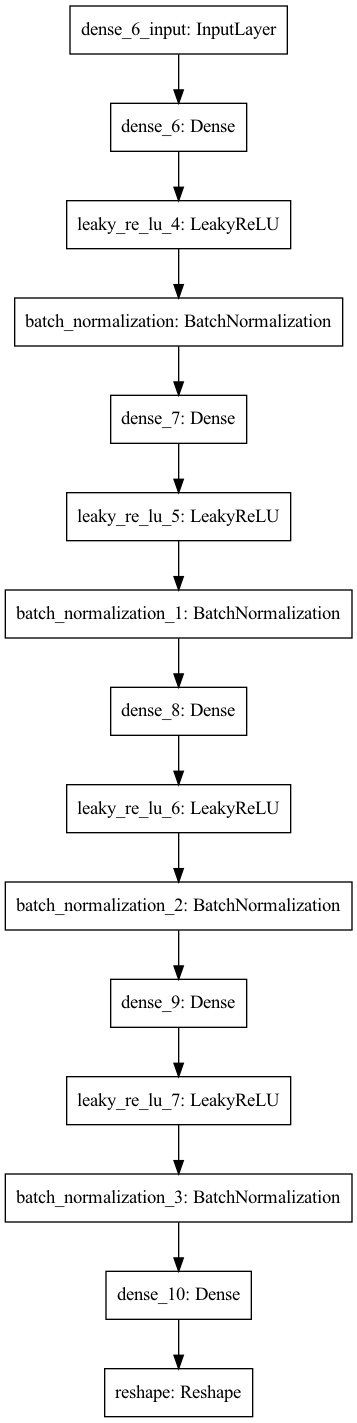 dense_6_input: InputLayer
dense_6: Dense
leaky_re_lu_4: LeakyReLU
batch_normalization: BatchNormalization
dense_7: Dense
leaky_re_lu_5: LeakyReLU
batch_normalization_1: BatchNormalization
dense_8: Dense
leaky_re_lu_6: LeakyReLU
batch_normalization_2: BatchNormalization
dense_9: Dense
leaky_re_lu_7: LeakyReLU
batch_normalization_3: BatchNormalization
dense_10: Dense
reshape: Reshape